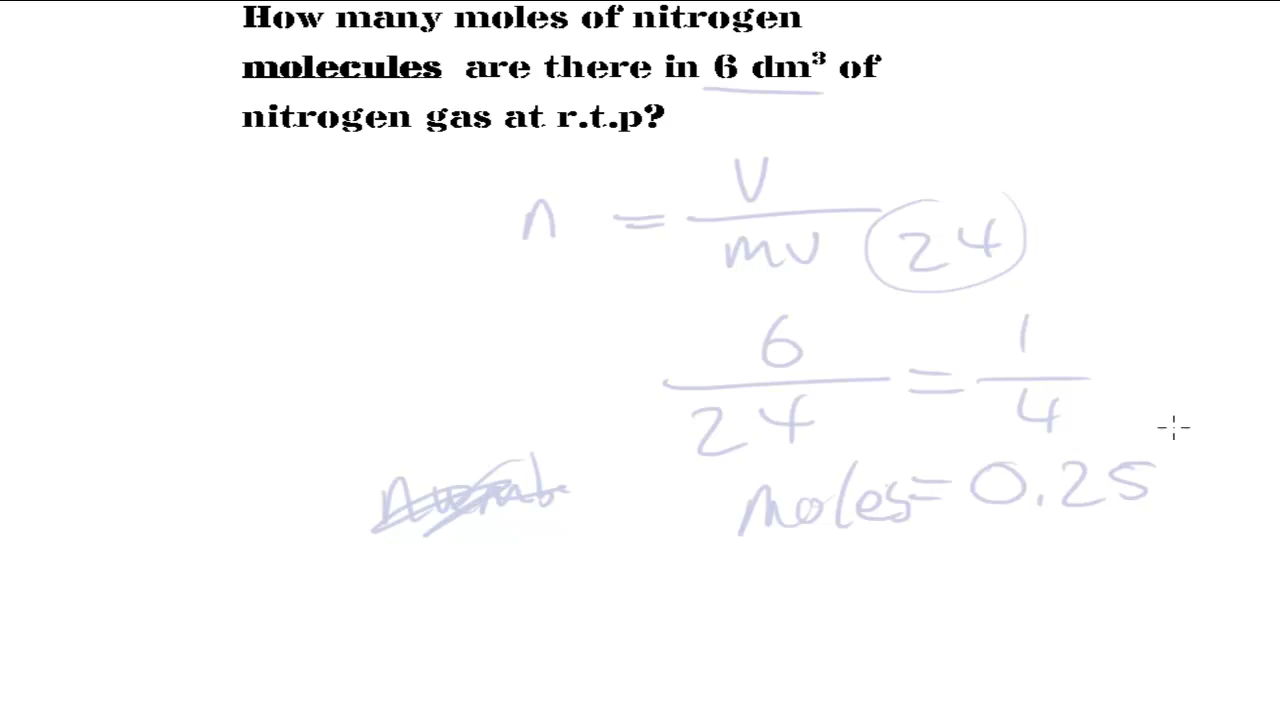 How many moles of nitrogen
molecules are there in 6 dm³ of
nitrogen gas at r.t.p?
n = V
mv 24
6
24 = 1
4
moles = 0.25